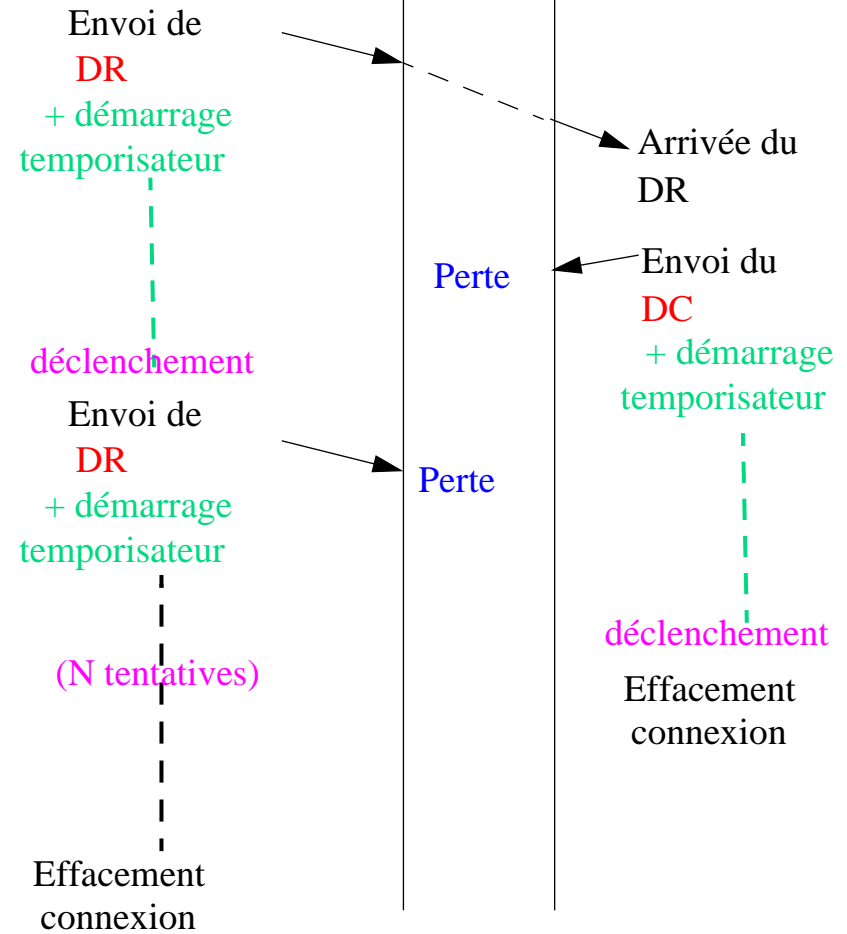 Envoi de
DR
+ démarrage
temporisateur
Arrivée du
DR
Perte
Envoi du
DC
+ démarrage
temporisateur
déclenchement
Envoi de
DR
+ démarrage
temporisateur
Perte
déclenchement
(N tentatives)
Effacement
connexion
Effacement
connexion